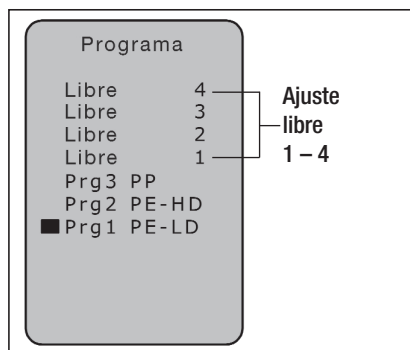 Programa
Libre 4
Libre 3
Libre 2
Libre 1
Prg3 PP
Prg2 PE-HD
Prg1 PE-LD
Ajuste
libre
1 – 4